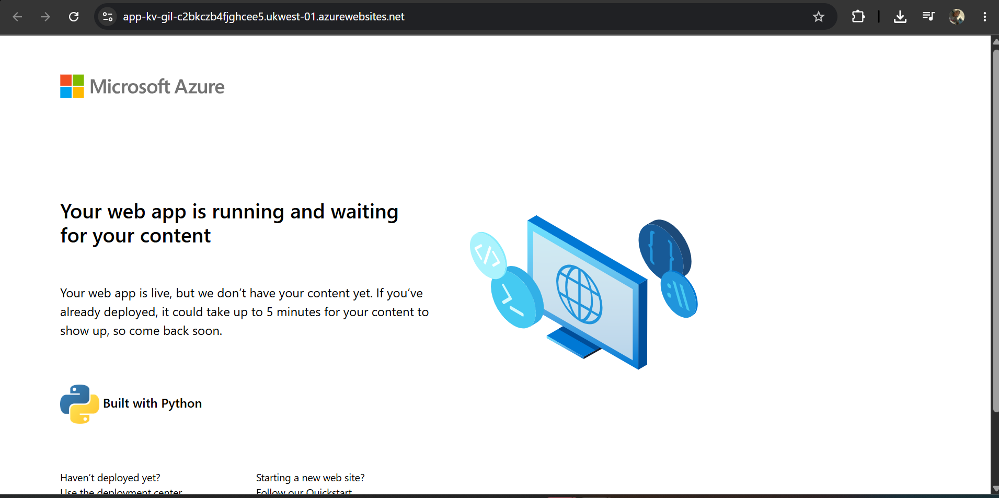 app-kv-gil-c2bkczb4fjghcee5.ukwest-01.azurewebsites.net
Microsoft Azure
Your web app is running and waiting
for your content
Your web app is live, but we don’t have your content yet. If you’ve
already deployed, it could take up to 5 minutes for your content to
show up, so come back soon.
Built with Python
Haven’t deployed yet?
Use the deployment center
Starting a new web site?
Follow our Quickstart